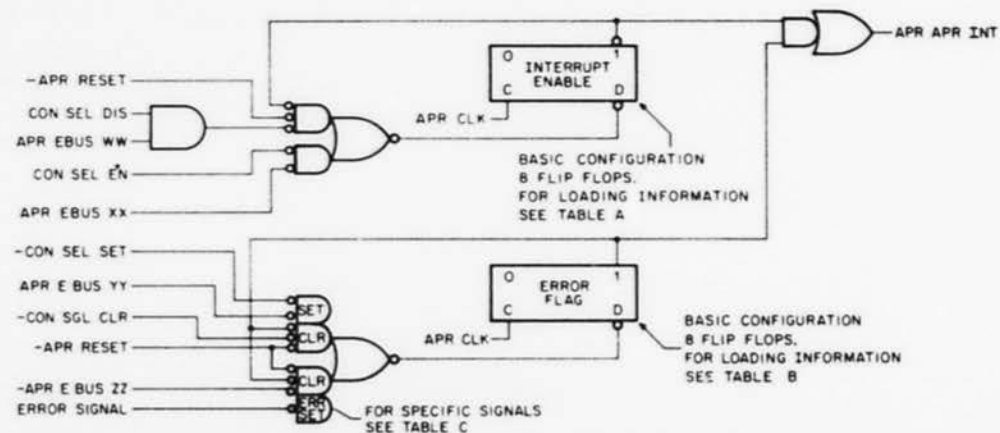 APR APR INT
O 1
INTERRUPT
ENABLE
C D
-APR RESET
CON SEL DIS
APR EBUS WW
CON SEL EN
APR EBUS XX
APR CLK
BASIC CONFIGURATION
8 FLIP FLOPS.
FOR LOADING INFORMATION
SEE TABLE A
-CON SEL SET
APR E BUS YY
-CON SGL CLR
-APR RESET
-APR E BUS ZZ
ERROR SIGNAL
SET
CLR
CLR
ERR
SET
FOR SPECIFIC SIGNALS
SEE TABLE C
O 1
ERROR
FLAG
C D
APR CLK
BASIC CONFIGURATION
8 FLIP FLOPS.
FOR LOADING INFORMATION
SEE TABLE B